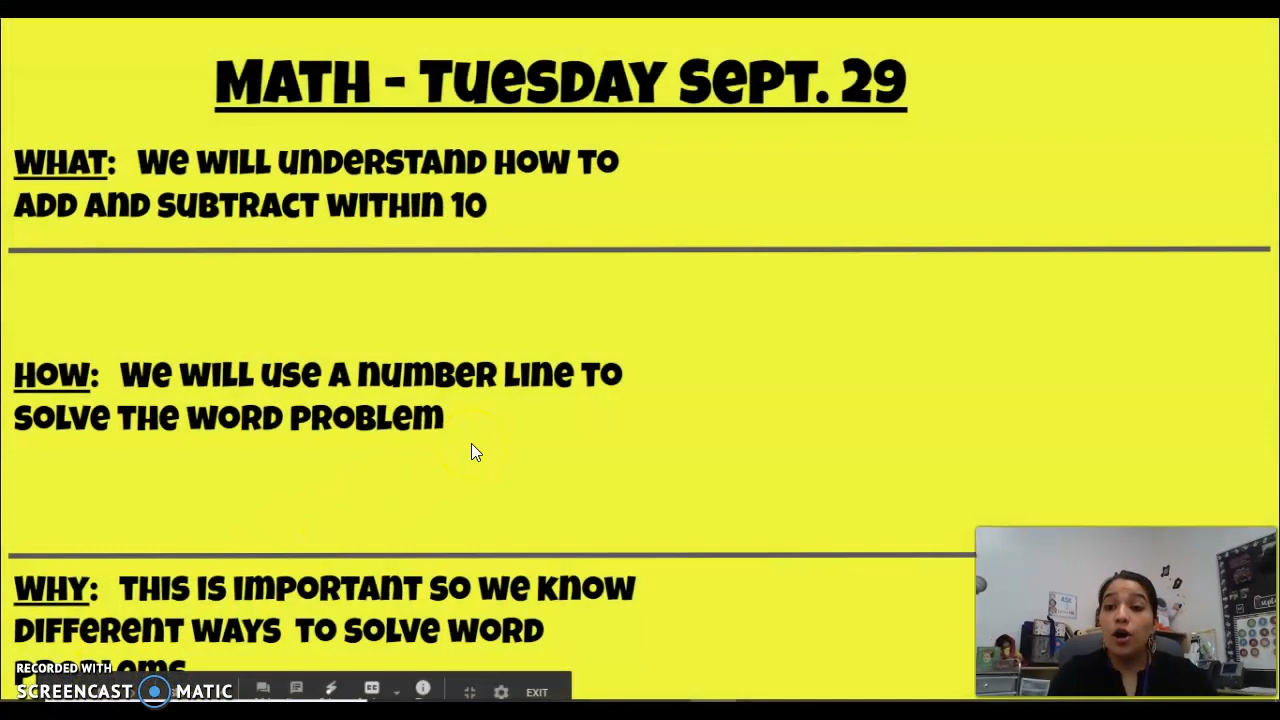 MATH - TUESDAY SEPT. 29
WHAT: WE WILL UNDERSTAND HOW TO
ADD AND SUBTRACT WITHIN 10
HOW: WE WILL USE A NUMBER LINE TO
SOLVE THE WORD PROBLEM
WHY: THIS IS IMPORTANT SO WE KNOW
DIFFERENT WAYS TO SOLVE WORD
RECORDED WITH
SCREENCAST MATIC
EXIT
ASK